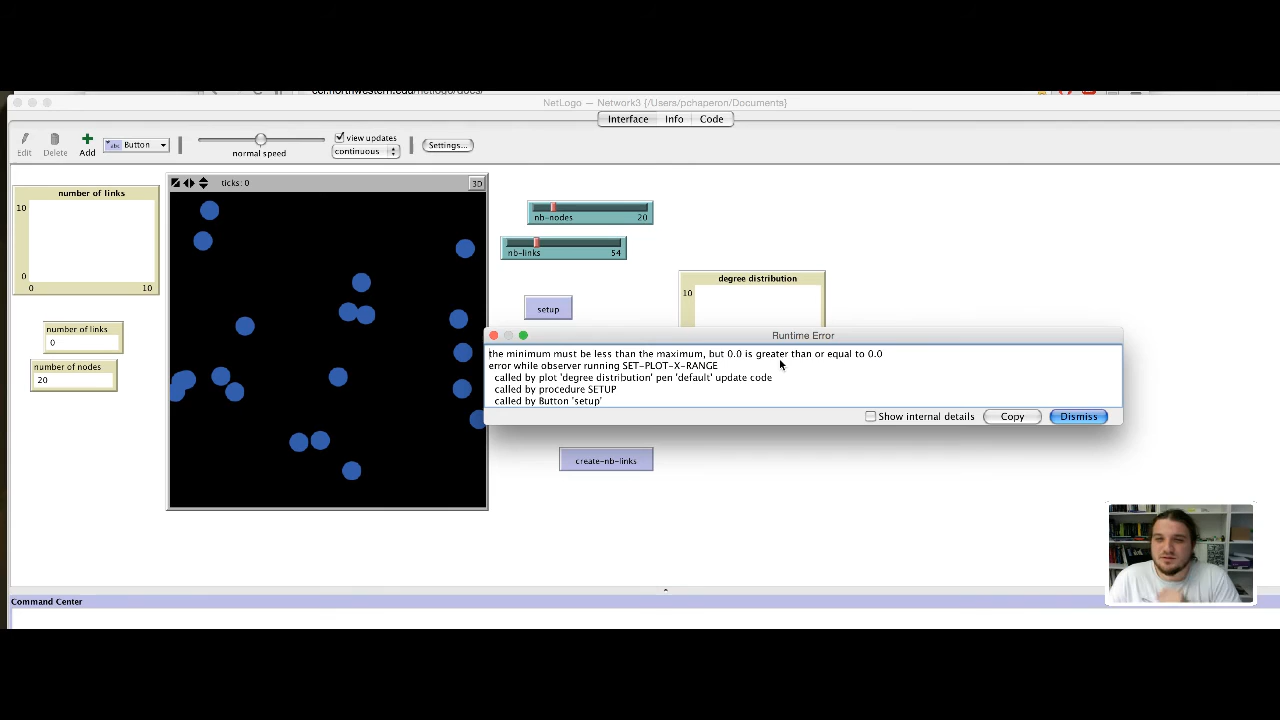 ccl.northwestern.edu/netlogo/docs/
NetLogo — Network3 {/Users/pchaperon/Documents}
Interface Info Code
Edit Delete Add Button normal speed view updates continuous Settings...
number of links
10
0
0 10
ticks: 0 3D
nb-nodes 20
nb-links 54
setup
degree distribution
10
number of links
0
number of nodes
20
Runtime Error
the minimum must be less than the maximum, but 0.0 is greater than or equal to 0.0
error while observer running SET-PLOT-X-RANGE
called by plot 'degree distribution' pen 'default' update code
called by procedure SETUP
called by Button 'setup'
Show internal details Copy Dismiss
create-nb-links
Command Center